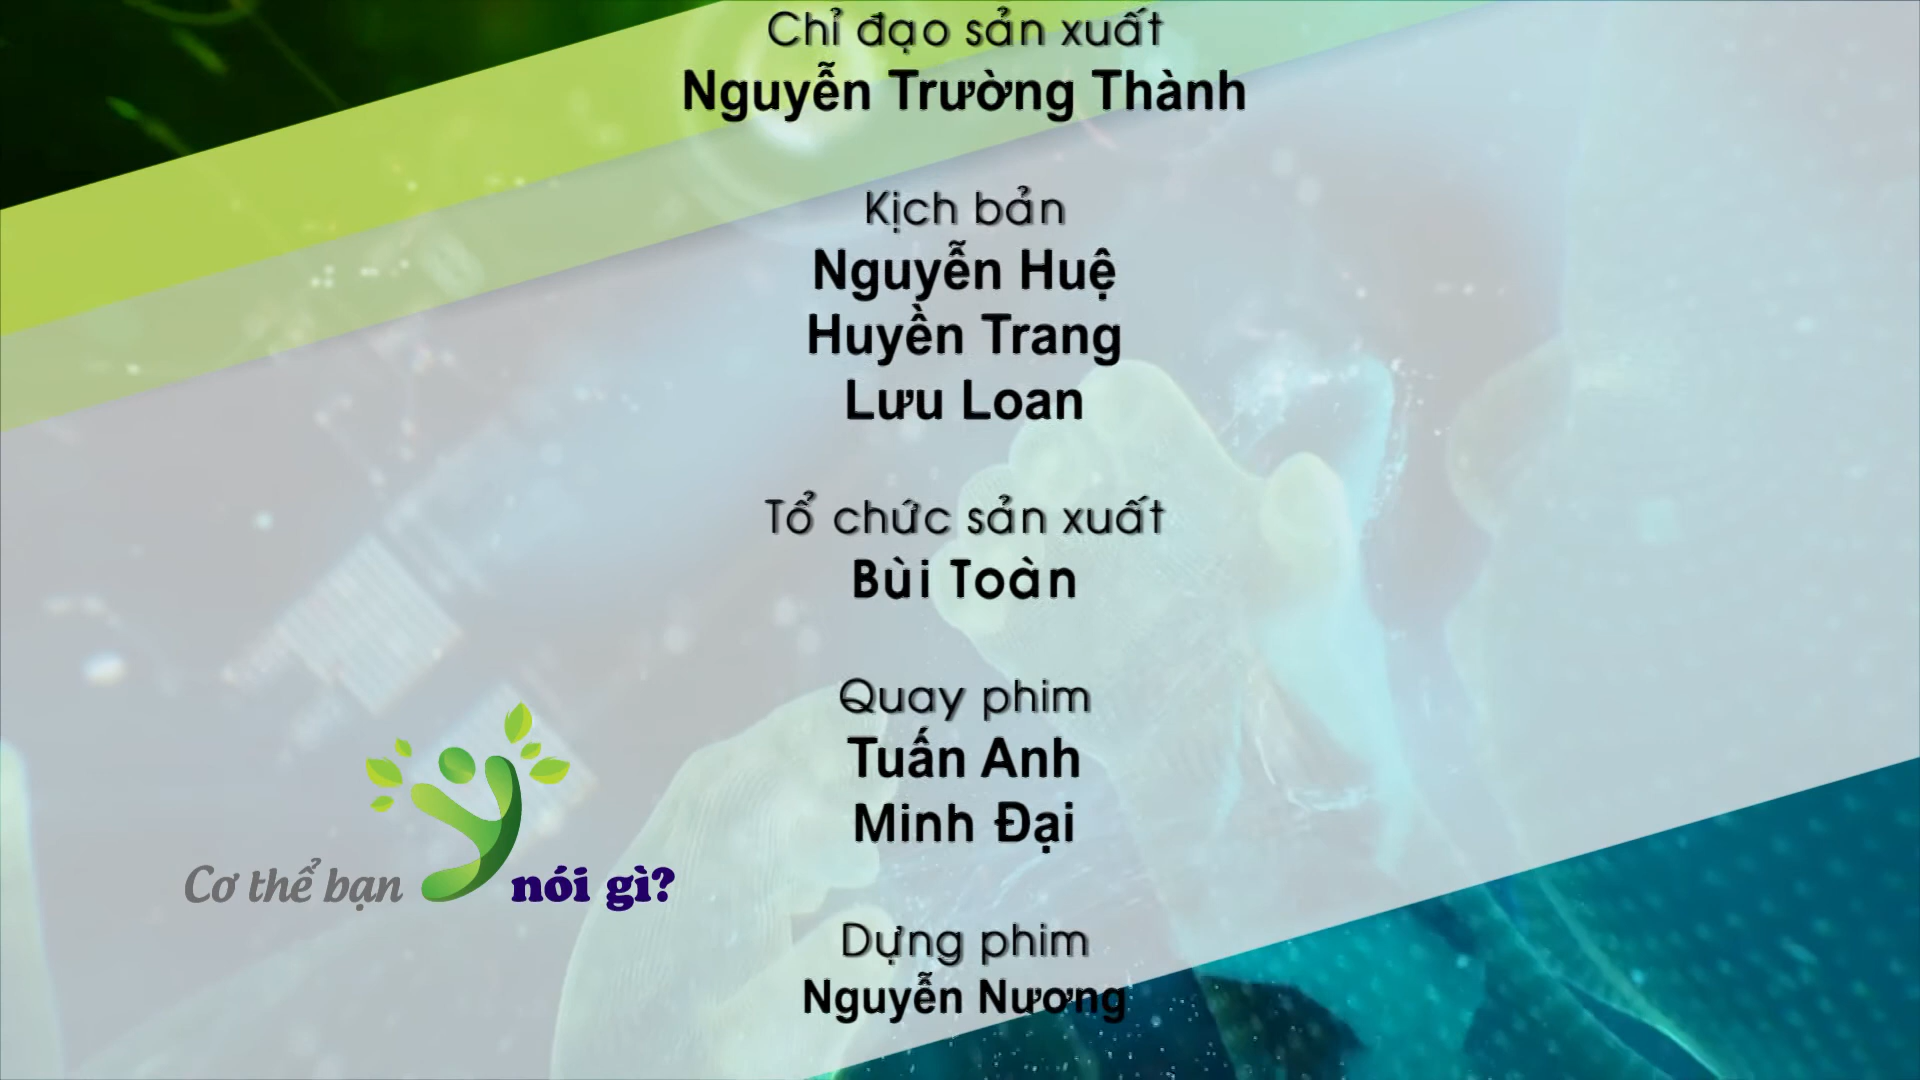 Chỉ đạo sản xuất
Nguyễn Trường Thành
Kịch bản
Nguyễn Huệ
Huyền Trang
Lưu Loan
Tổ chức sản xuất
Bùi Toàn
Quay phim
Tuấn Anh
Minh Đại
Cơ thể bạn nói gì?
Dựng phim
Nguyễn Nương